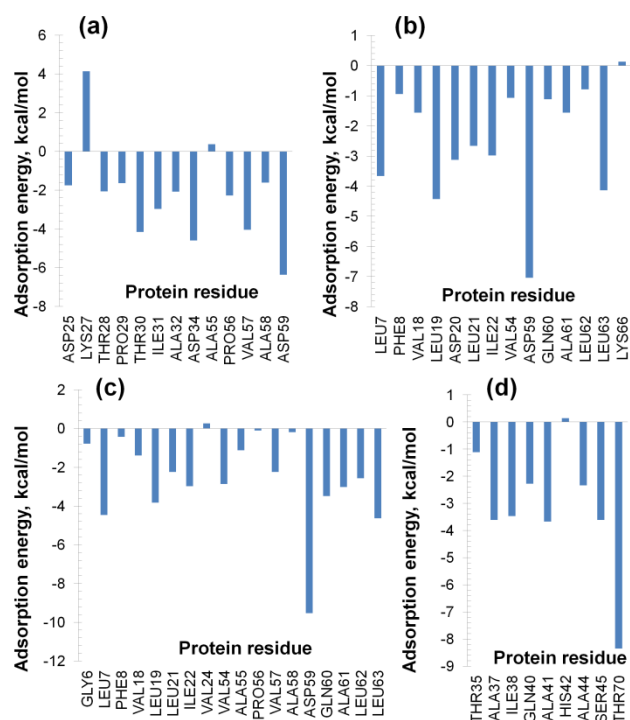 (a)
Adsorption energy, kcal/mol
6
4
2
0
-2
-4
-6
-8
Protein residue
ASP25
LYS27
THR28
PRO29
THR30
ILE31
ALA32
ASP34
ALA55
PRO56
VAL57
ALA58
ASP59
(b)
Adsorption energy, kcal/mol
1
0
-1
-2
-3
-4
-5
-6
-7
-8
Protein residue
LEU7
PHE8
VAL18
LEU19
ASP20
LEU21
ILE22
VAL54
ASP59
GLN60
ALA61
LEU62
LEU63
LYS66
(c)
Adsorption energy, kcal/mol
2
0
-2
-4
-6
-8
-10
-12
Protein residue
GLY6
LEU7
PHE8
VAL18
LEU19
LEU21
ILE22
VAL24
VAL54
ALA55
PRO56
VAL57
ALA58
ASP59
GLN60
ALA61
LEU62
LEU63
(d)
Adsorption energy, kcal/mol
1
0
-1
-2
-3
-4
-5
-6
-7
-8
-9
Protein residue
THR35
ALA37
ILE38
GLN40
ALA41
HIS42
ALA44
SER45
THR70